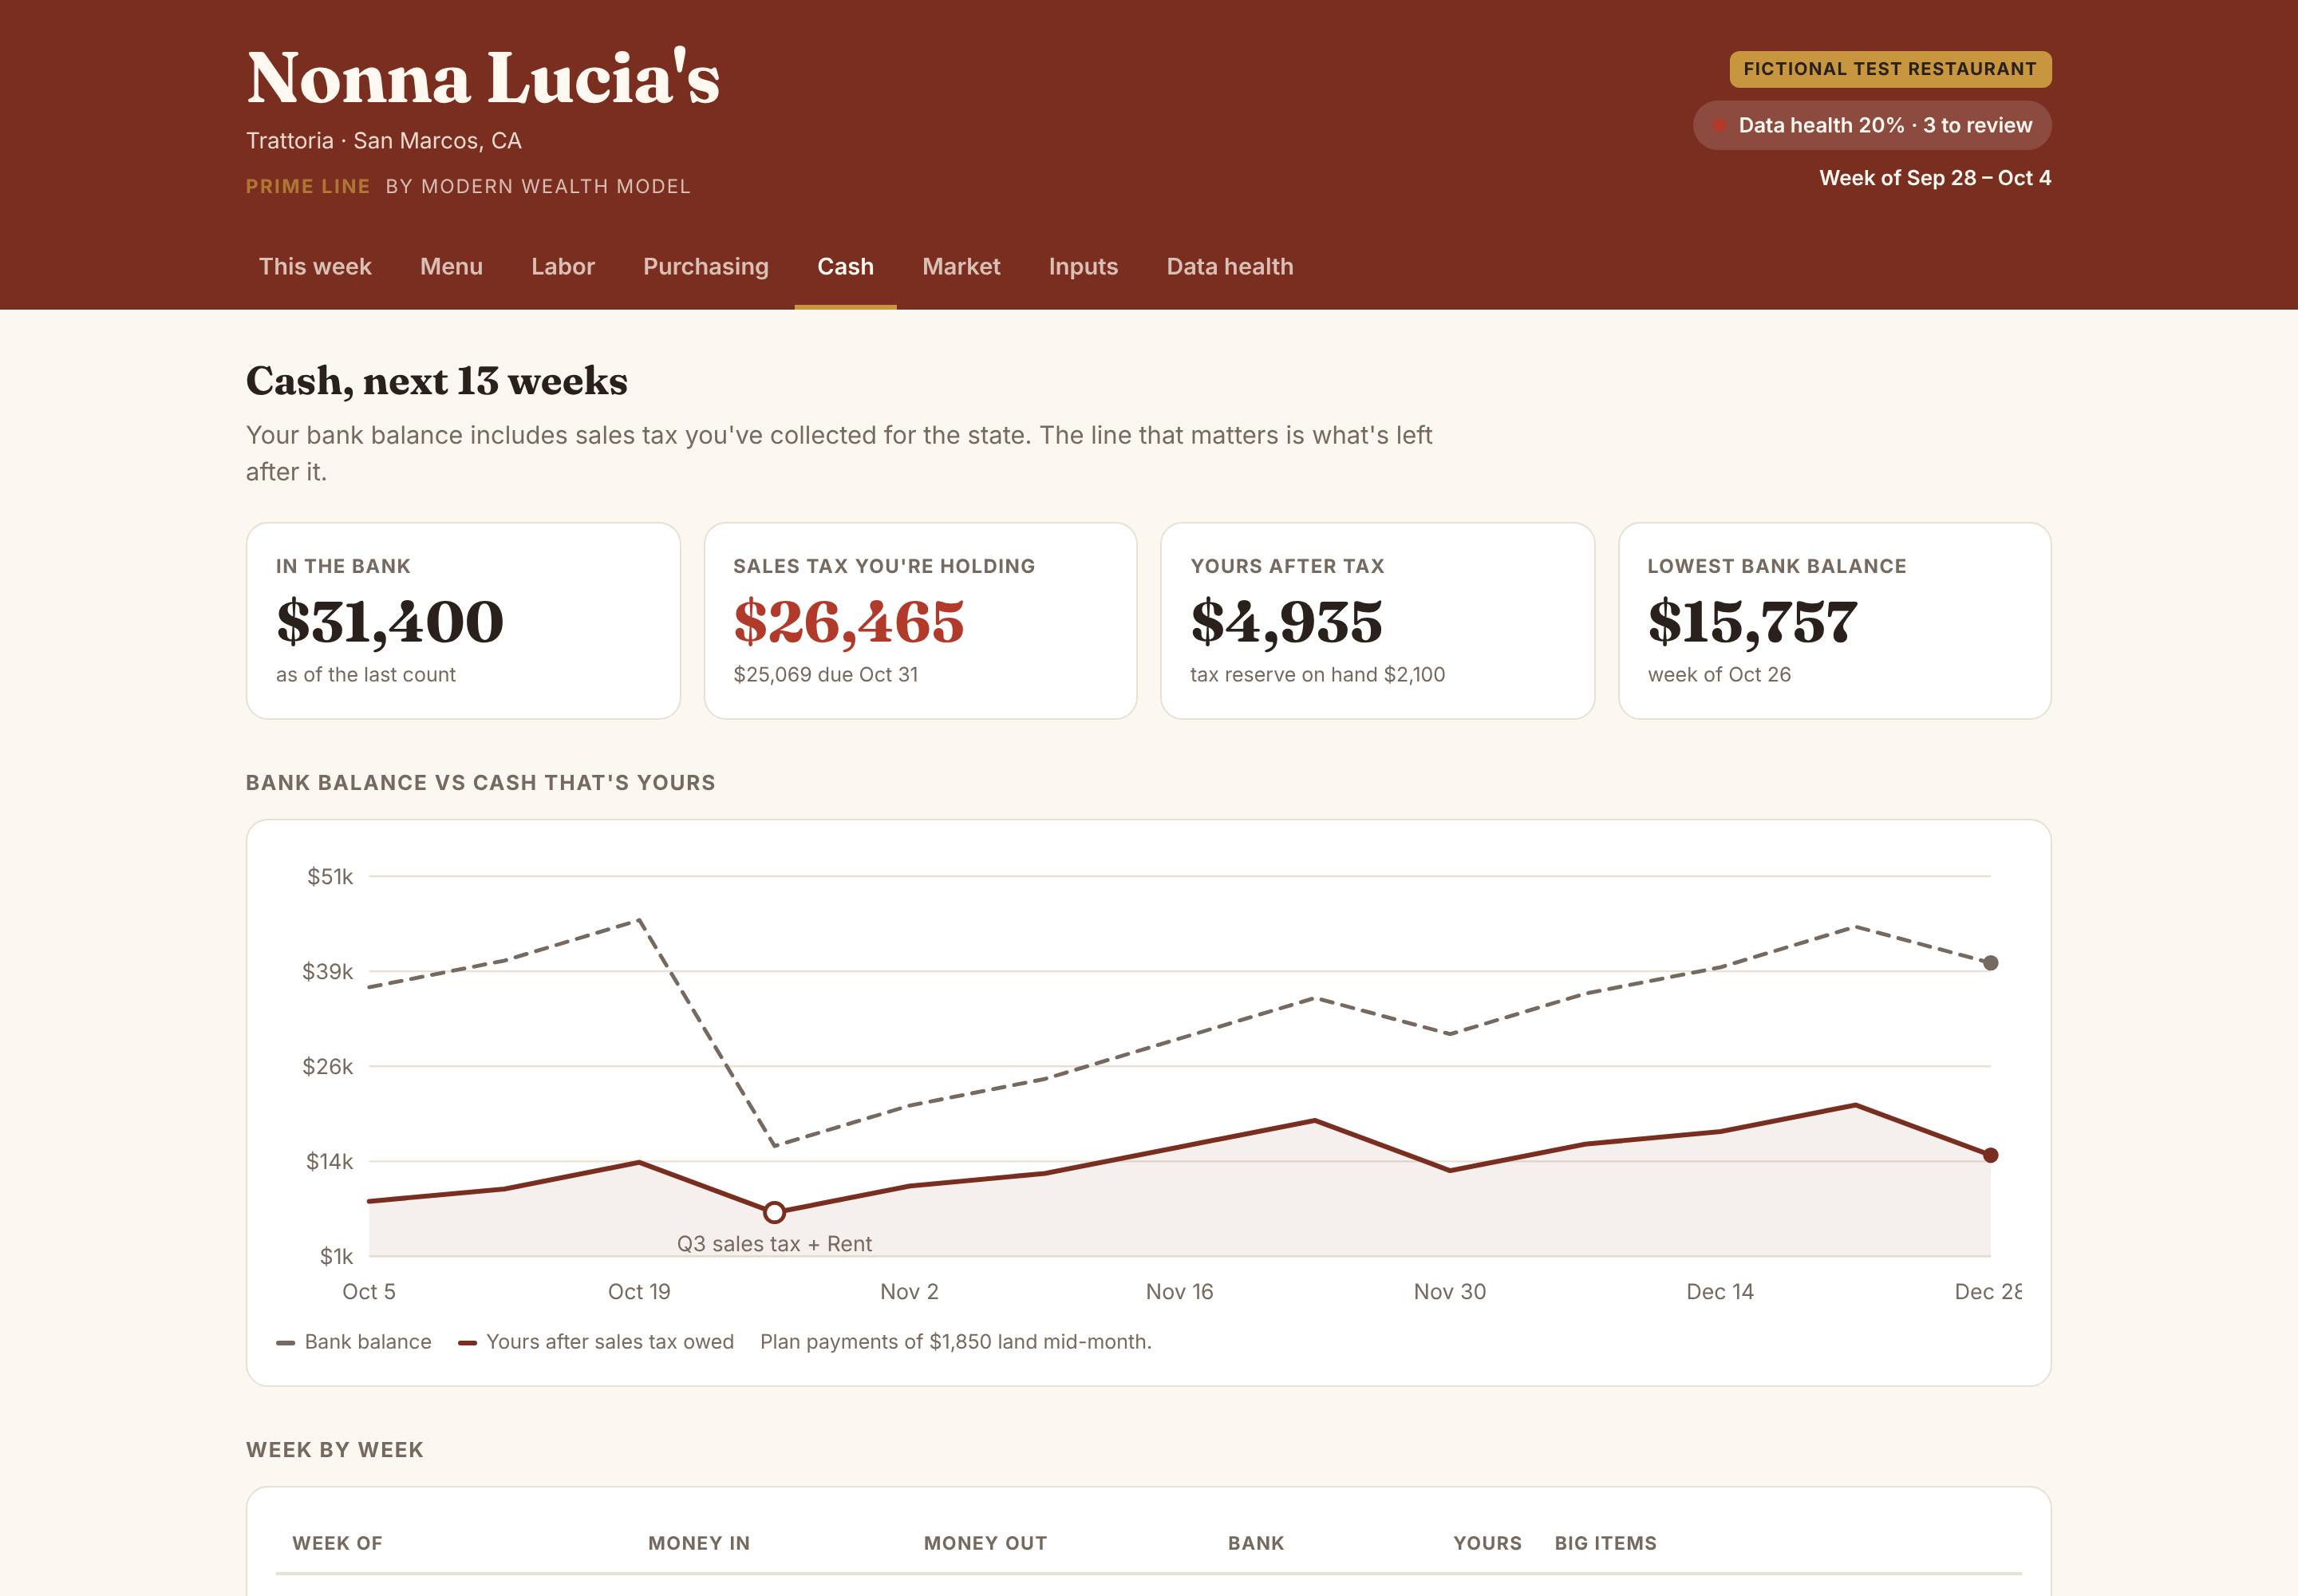 Nonna Lucia's
Trattoria · San Marcos, CA
PRIME LINE BY MODERN WEALTH MODEL
FICTIONAL TEST RESTAURANT
Data health 20% · 3 to review
Week of Sep 28 – Oct 4
This week Menu Labor Purchasing Cash Market Inputs Data health
Cash, next 13 weeks
Your bank balance includes sales tax you've collected for the state. The line that matters is what's left
after it.
IN THE BANK
$31,400
as of the last count
SALES TAX YOU'RE HOLDING
$26,465
$25,069 due Oct 31
YOURS AFTER TAX
$4,935
tax reserve on hand $2,100
LOWEST BANK BALANCE
$15,757
week of Oct 26
BANK BALANCE VS CASH THAT'S YOURS
$51k
$39k
$26k
$14k
$1k
Q3 sales tax + Rent
Oct 5 Oct 19 Nov 2 Nov 16 Nov 30 Dec 14 Dec 28
Bank balance Yours after sales tax owed Plan payments of $1,850 land mid-month.
WEEK BY WEEK
WEEK OF MONEY IN MONEY OUT BANK YOURS BIG ITEMS